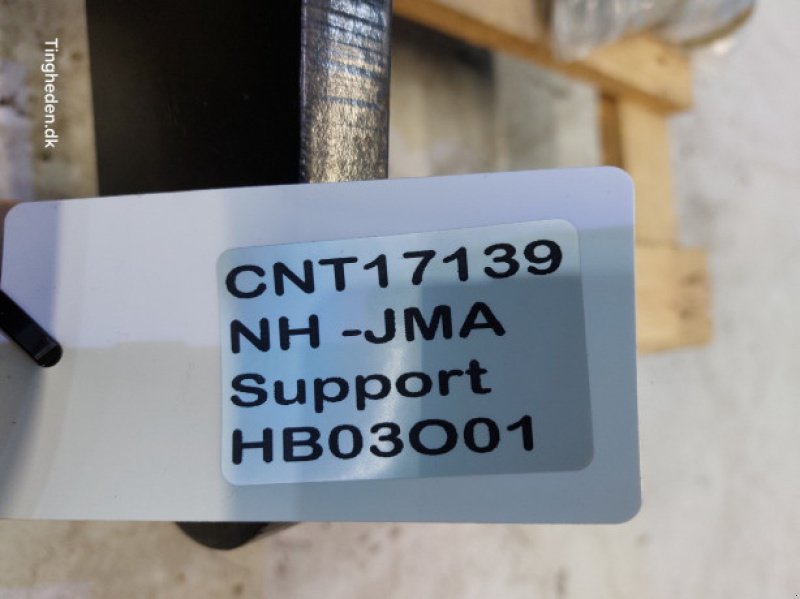 Tingheden.dk
CNT17139
NH -JMA
Support
HB03O01